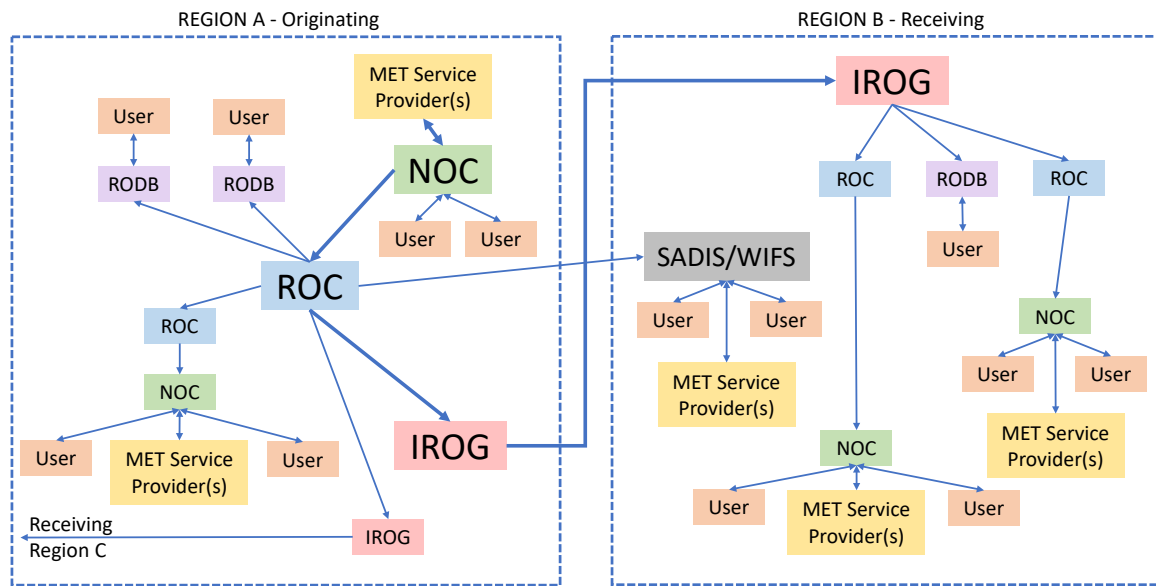 REGION A - Originating
REGION B - Receiving
MET Service
Provider(s)
User
User
NOC
RODB
RODB
User
User
ROC
ROC
NOC
User
MET Service
Provider(s)
User
IROG
Receiving
Region C
IROG
IROG
ROC
RODB
ROC
User
SADIS/WIFS
User
User
MET Service
Provider(s)
NOC
User
User
MET Service
Provider(s)
NOC
User
MET Service
Provider(s)
User